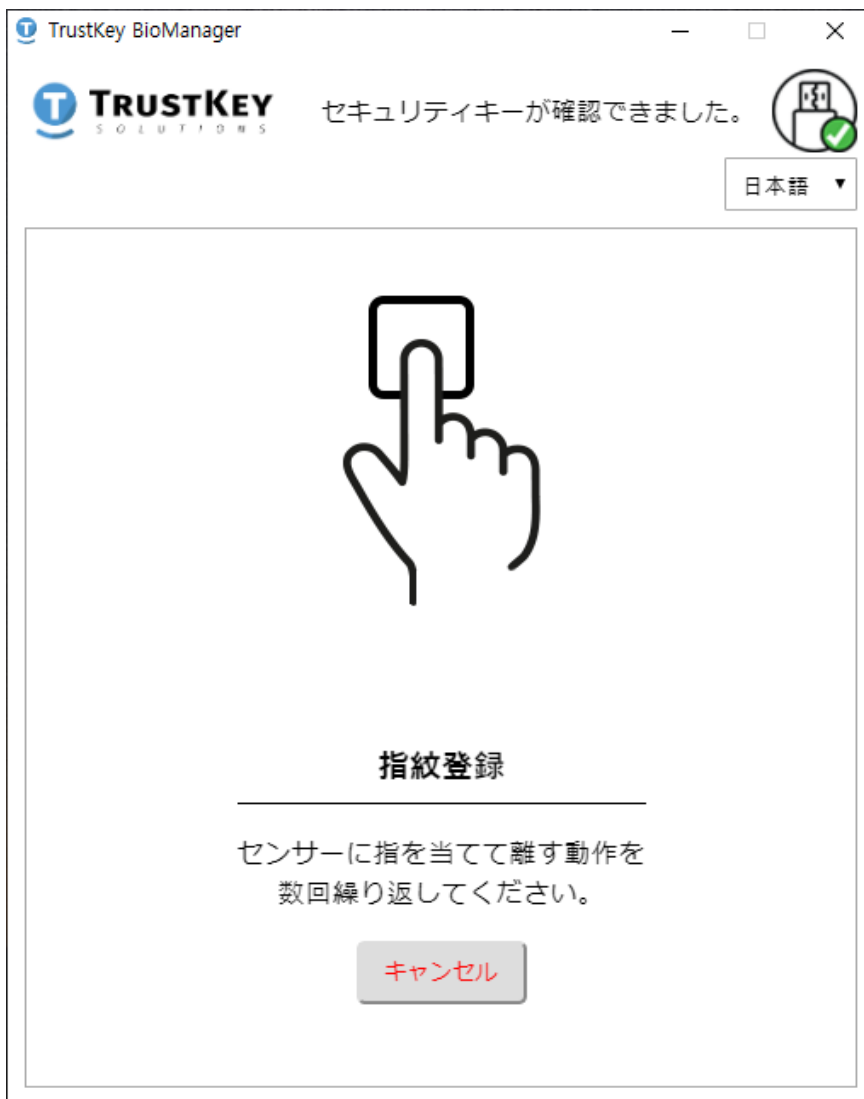 TrustKey BioManager
TRUSTKEY
SOLUTIONS
セキュリティキーが確認できました。
日本語
指紋登録
センサーに指を当てて離す動作を
数回繰り返してください。
キャンセル